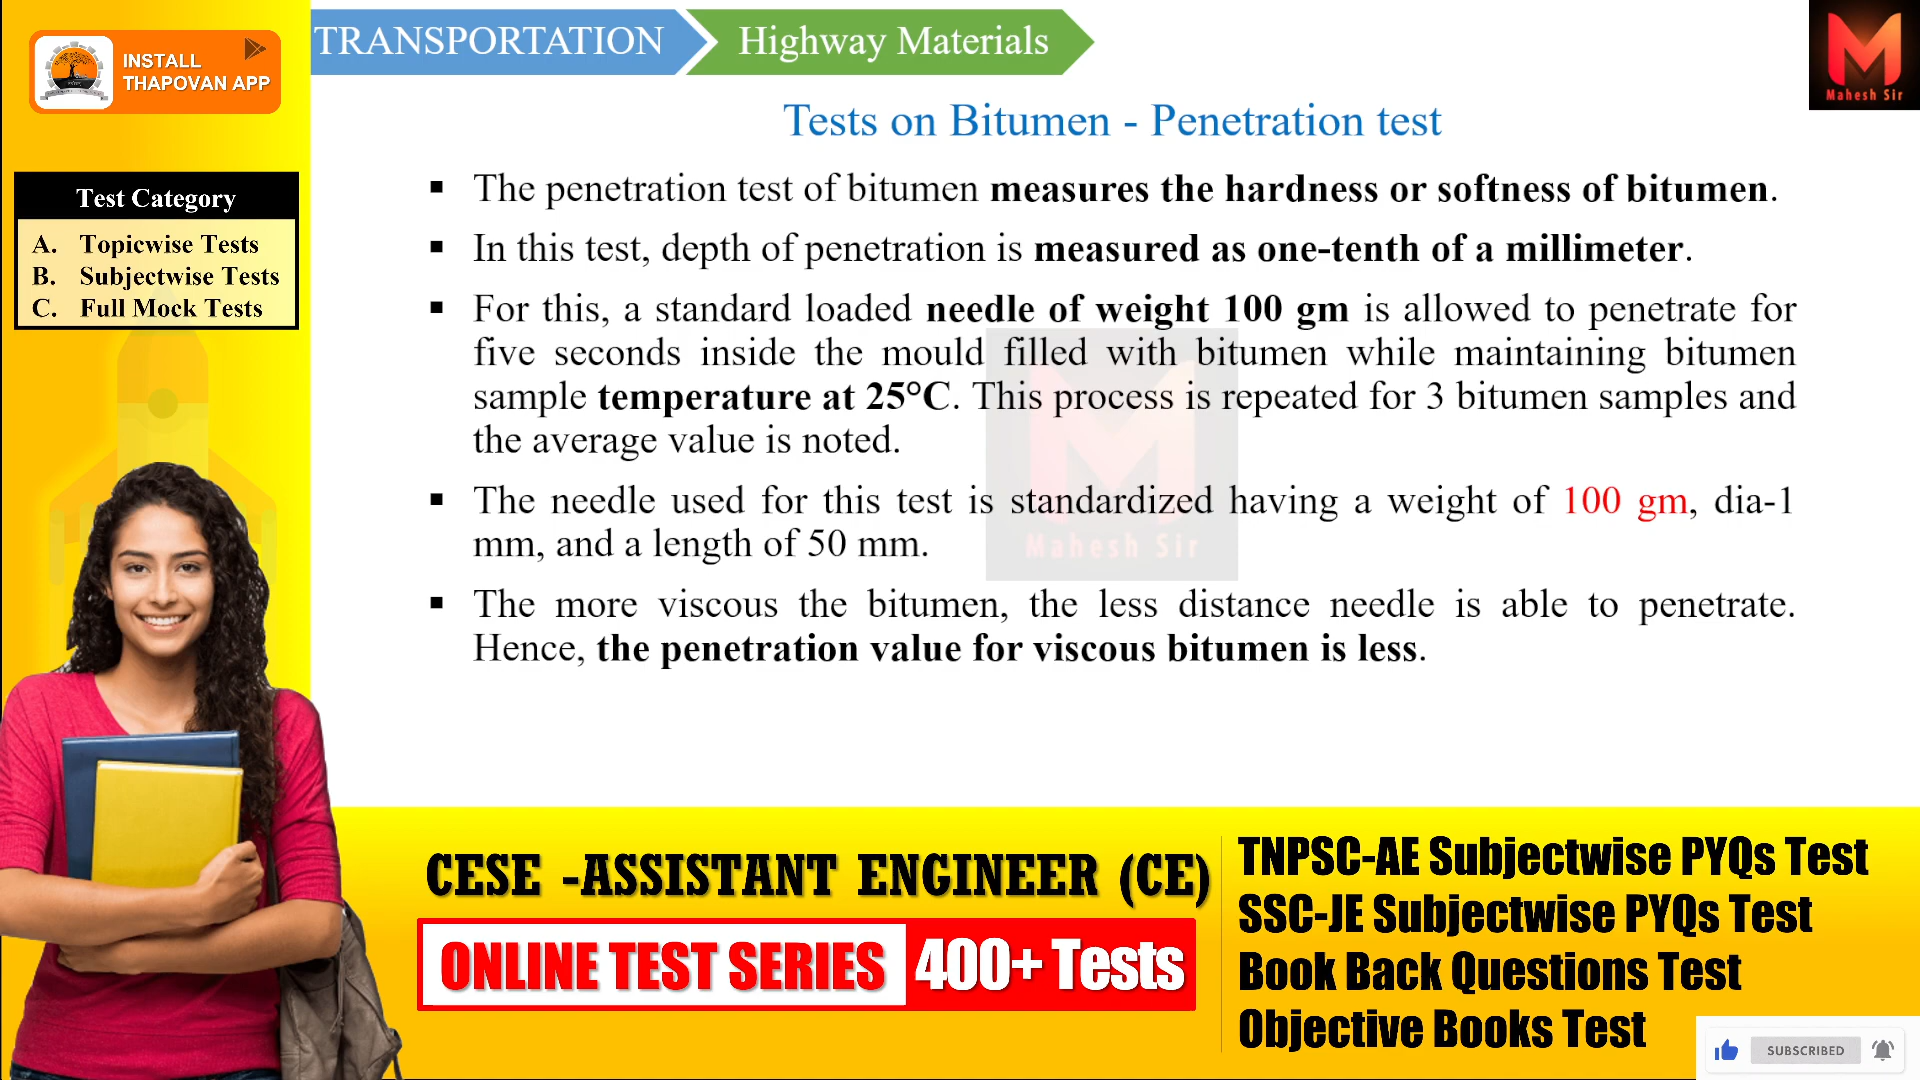 INSTALL
THAPOVAN APP
TRANSPORTATION
Highway Materials
Mahesh Sir
Tests on Bitumen - Penetration test
Test Category
A. Topicwise Tests
B. Subjectwise Tests
C. Full Mock Tests
▪ The penetration test of bitumen measures the hardness or softness of bitumen.
▪ In this test, depth of penetration is measured as one-tenth of a millimeter.
▪ For this, a standard loaded needle of weight 100 gm is allowed to penetrate for
five seconds inside the mould filled with bitumen while maintaining bitumen
sample temperature at 25°C. This process is repeated for 3 bitumen samples and
the average value is noted.
▪ The needle used for this test is standardized having a weight of 100 gm, dia-1
mm, and a length of 50 mm.
Mahesh Sir
▪ The more viscous the bitumen, the less distance needle is able to penetrate.
Hence, the penetration value for viscous bitumen is less.
CESE -ASSISTANT ENGINEER (CE)
ONLINE TEST SERIES 400+ Tests
TNPSC-AE Subjectwise PYQs Test
SSC-JE Subjectwise PYQs Test
Book Back Questions Test
Objective Books Test
SUBSCRIBED